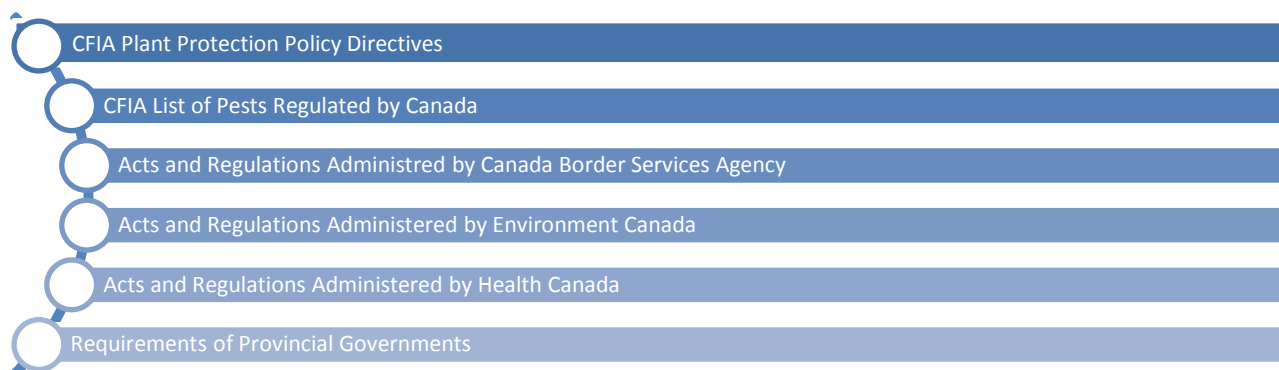 CFIA Plant Protection Policy Directives
CFIA List of Pests Regulated by Canada
Acts and Regulations Administred by Canada Border Services Agency
Acts and Regulations Administered by Environment Canada
Acts and Regulations Administered by Health Canada
Requirements of Provincial Governments